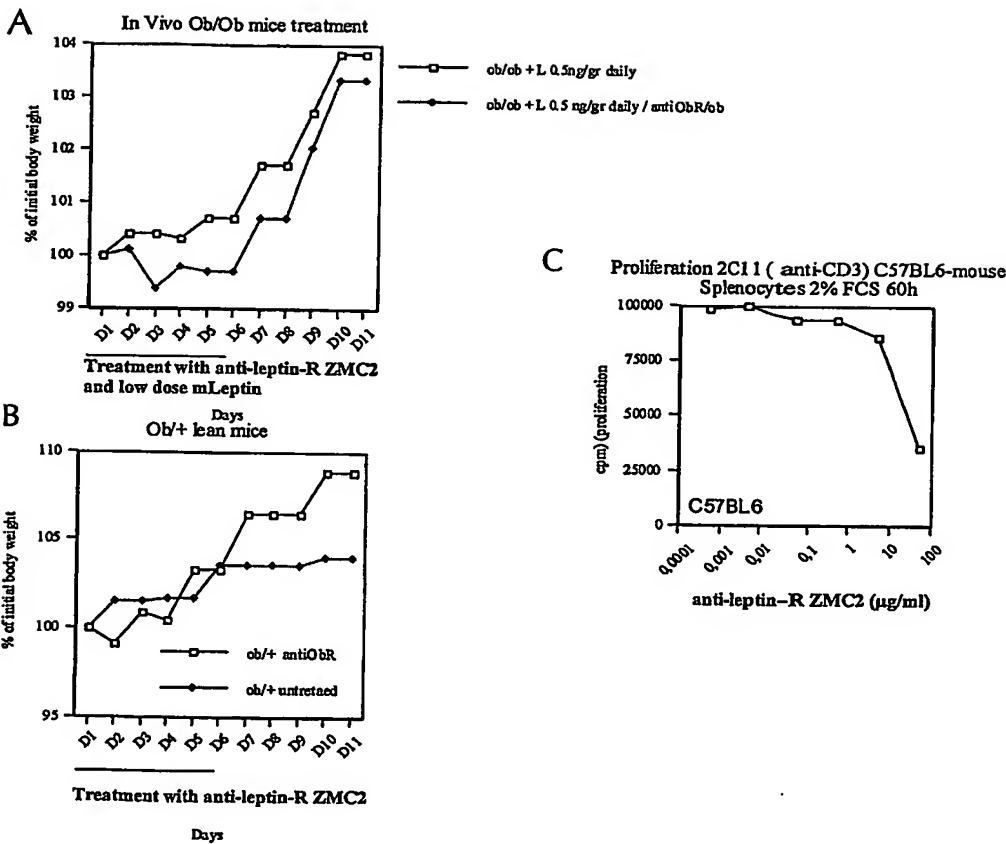 A
In Vivo Ob/Ob mice treatment
104
103
102
101
100
99
% of initial body weight
D1 D2 D3 D4 D5 D6 D7 D8 D9 D10 D11
ob/ob +L 0.5ng/gr daily
ob/ob +L 0.5 ng/gr daily / antiObR/ob
Treatment with anti-leptin-R ZMC2
and low dose mLeptin
Days
B
Ob/+ lean mice
110
105
100
95
% of initial body weight
ob/+ antiObR
ob/+ untretaed
D1 D2 D3 D4 D5 D6 D7 D8 D9 D10 D11
Treatment with anti-leptin-R ZMC2
Days
C
Proliferation 2C11 ( anti-CD3) C57BL6-mouse
Splenocytes 2% FCS 60h
100000
75000
50000
25000
0
cpm) (proliferation
C57BL6
0,0001 0,001 0,01 0,1 1 10 100
anti-leptin-R ZMC2 (µg/ml)